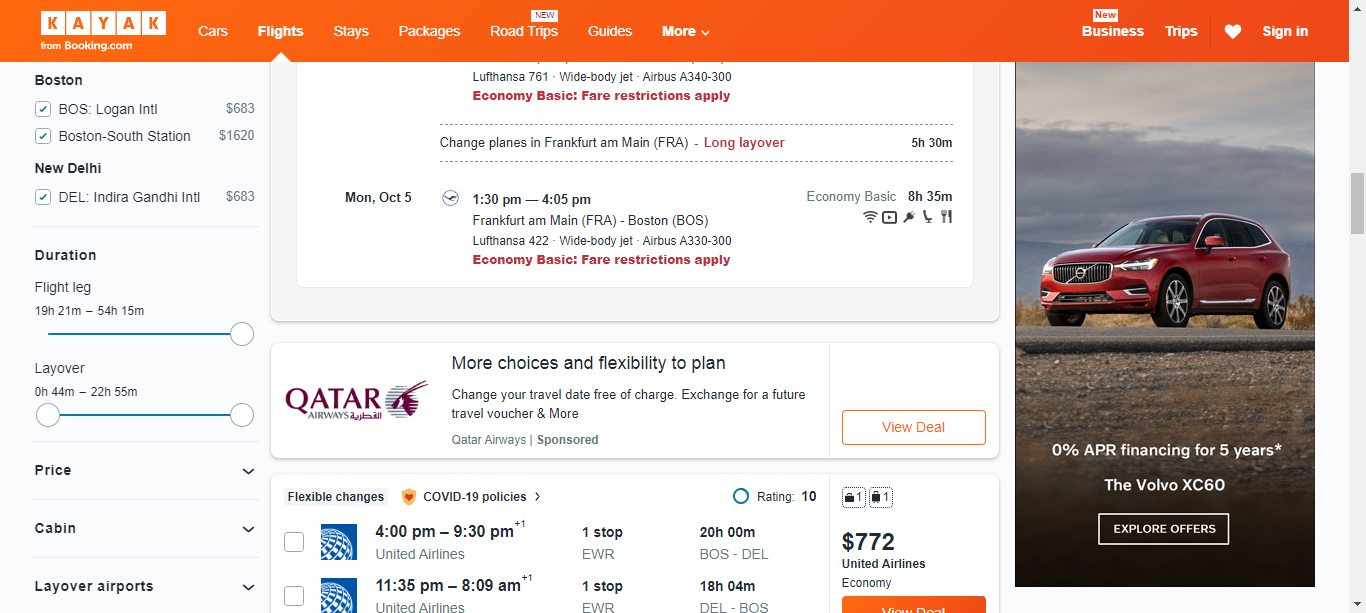 KAYAK
from Booking.com
Cars
Flights
Stays
Packages
NEW
Road Trips
Guides
More
New
Business
Trips
Sign in
Boston
BOS: Logan Intl $683
Boston-South Station $1620
New Delhi
DEL: Indira Gandhi Intl $683
Duration
Flight leg
19h 21m – 54h 15m
Layover
0h 44m – 22h 55m
Price
Cabin
Layover airports
Lufthansa 761 · Wide-body jet · Airbus A340-300
Economy Basic: Fare restrictions apply
Change planes in Frankfurt am Main (FRA) - Long layover 5h 30m
Mon, Oct 5 1:30 pm — 4:05 pm Economy Basic 8h 35m
Frankfurt am Main (FRA) - Boston (BOS)
Lufthansa 422 · Wide-body jet · Airbus A330-300
Economy Basic: Fare restrictions apply
QATAR
AIRWAYS القطرية
More choices and flexibility to plan
Change your travel date free of charge. Exchange for a future
travel voucher & More
Qatar Airways | Sponsored
View Deal
Flexible changes COVID-19 policies Rating: 10
4:00 pm – 9:30 pm+1 1 stop 20h 00m
United Airlines EWR BOS - DEL
11:35 pm – 8:09 am+1 1 stop 18h 04m
United Airlines EWR DEL - BOS
1 1
$772
United Airlines
Economy
View Deal
0% APR financing for 5 years*
The Volvo XC60
EXPLORE OFFERS